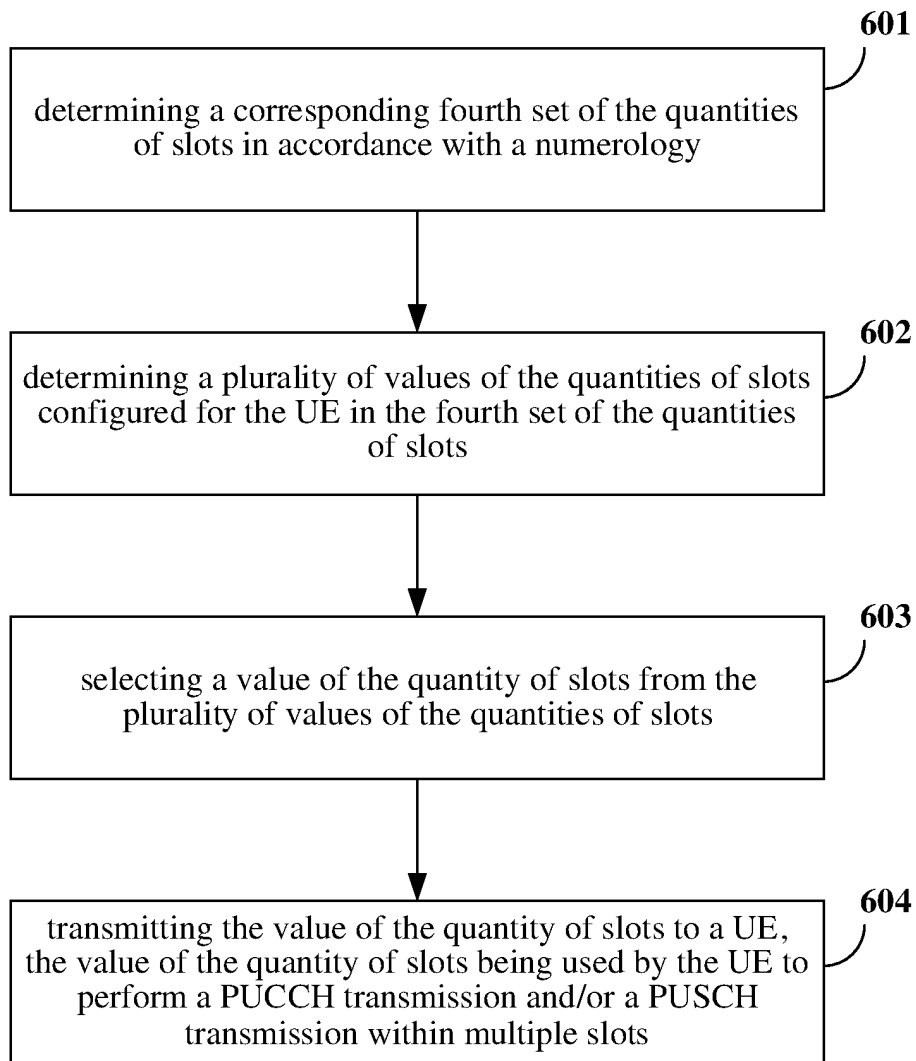 601
determining a corresponding fourth set of the quantities
of slots in accordance with a numerology
602
determining a plurality of values of the quantities of slots
configured for the UE in the fourth set of the quantities
of slots
603
selecting a value of the quantity of slots from the
plurality of values of the quantities of slots
604
transmitting the value of the quantity of slots to a UE,
the value of the quantity of slots being used by the UE to
perform a PUCCH transmission and/or a PUSCH
transmission within multiple slots